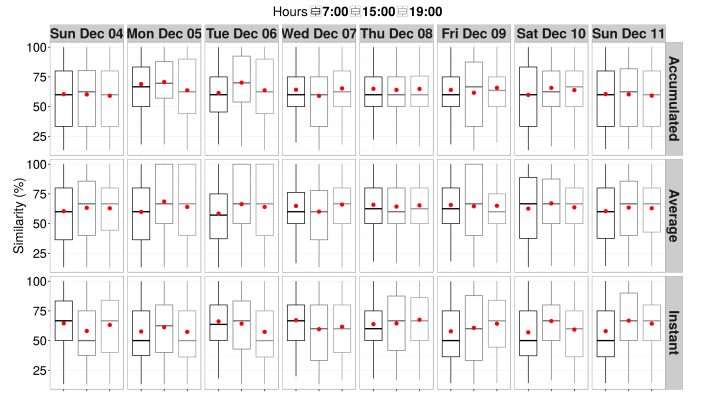 Hours 7:00 15:00 19:00
Sun Dec 04 Mon Dec 05 Tue Dec 06 Wed Dec 07 Thu Dec 08 Fri Dec 09 Sat Dec 10 Sun Dec 11
100
75
50
25
Accumulated
100
75
50
25
Average
100
75
50
25
Instant
Similarity (%)